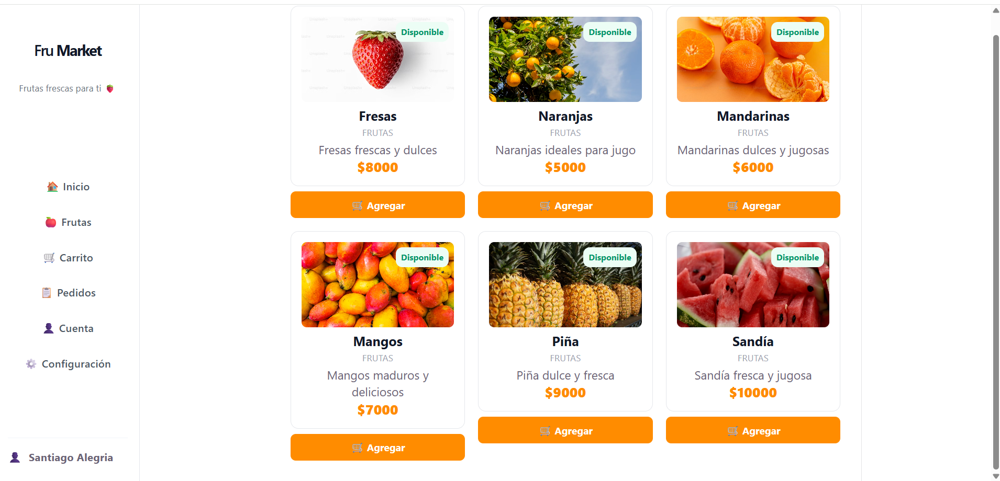 Fru Market
Frutas frescas para ti
Inicio
Frutas
Carrito
Pedidos
Cuenta
Configuración
Santiago Alegria
Disponible
Fresas
FRUTAS
Fresas frescas y dulces
$8000
Agregar
Disponible
Naranjas
FRUTAS
Naranjas ideales para jugo
$5000
Agregar
Disponible
Mandarinas
FRUTAS
Mandarinas dulces y jugosas
$6000
Agregar
Disponible
Mangos
FRUTAS
Mangos maduros y
deliciosos
$7000
Agregar
Disponible
Piña
FRUTAS
Piña dulce y fresca
$9000
Agregar
Disponible
Sandía
FRUTAS
Sandía fresca y jugosa
$10000
Agregar